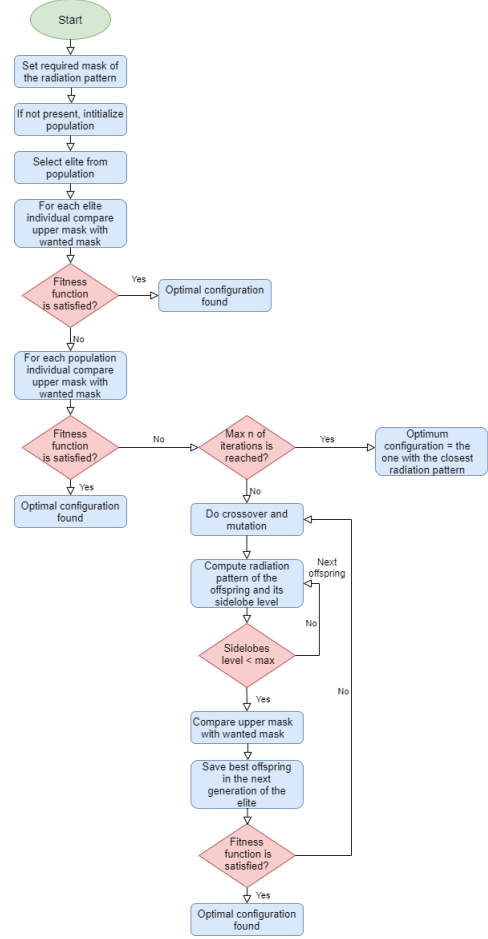 Start
Set required mask of
the radiation pattern
If not present, intitialize
population
Select elite from
population
For each elite
individual compare
upper mask with
wanted mask
Fitness
function
is satisfied?
Yes
Optimal configuration
found
No
For each population
individual compare
upper mask with
wanted mask
Fitness
function
is satisfied?
No
Max n of
iterations is
reached?
Yes
Optimum
configuration = the
one with the closest
radiation pattern
Yes
Optimal configuration
found
No
Do crossover and
mutation
Next
offspring
Compute radiation
pattern of the
offspring and its
sidelobe level
No
Sidelobes
level < max
Yes
No
Compare upper mask
with wanted mask
Save best offspring
in the next
generation of the
elite
Fitness
function is
satisfied?
Yes
Optimal configuration
found